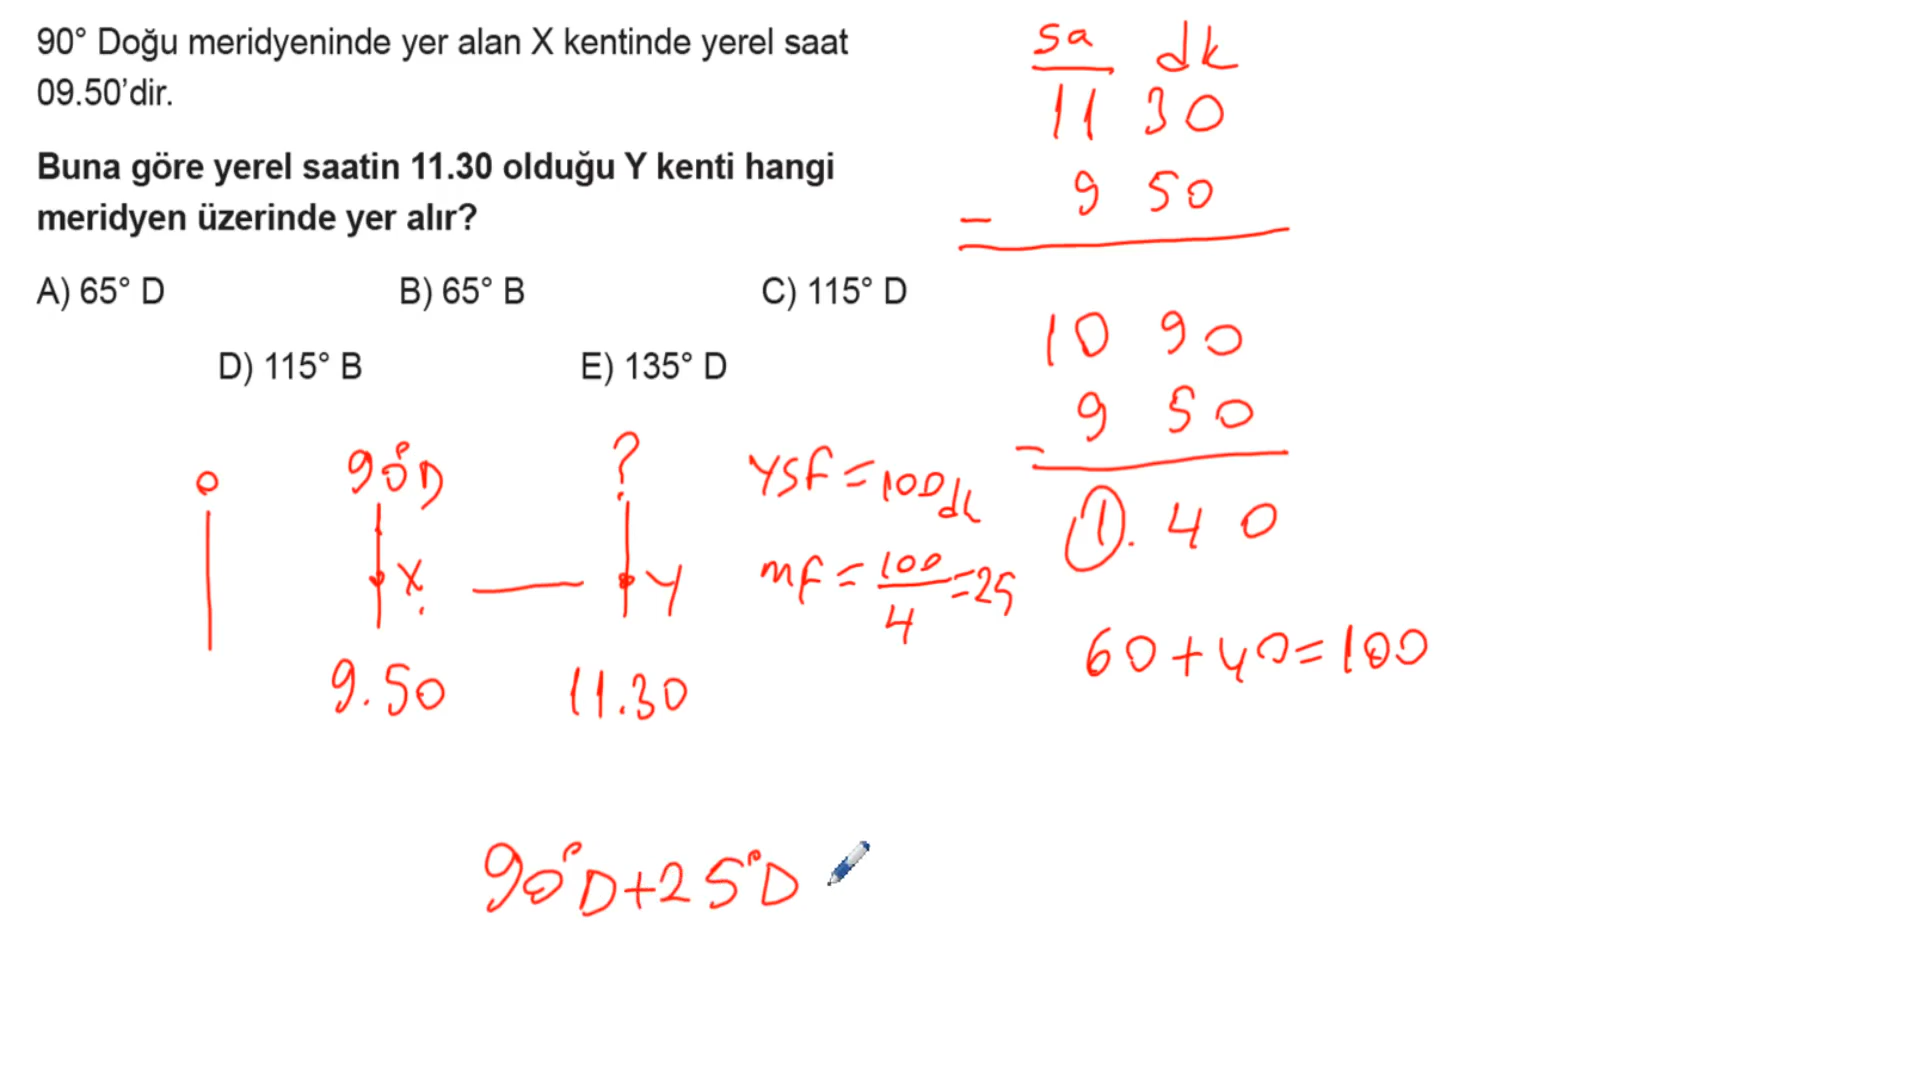 90° Doğu meridyeninde yer alan X kentinde yerel saat
09.50'dir.
Buna göre yerel saatin 11.30 olduğu Y kenti hangi
meridyen üzerinde yer alır?
A) 65° D B) 65° B C) 115° D
D) 115° B E) 135° D
sa dk
11 30
- 9 50
10 90
- 9 50
1. 40
60+40=100
0 90°D ?
X Y
9.50 11.30
YSF=100dk
mf=100/4=25
90°D+25°D